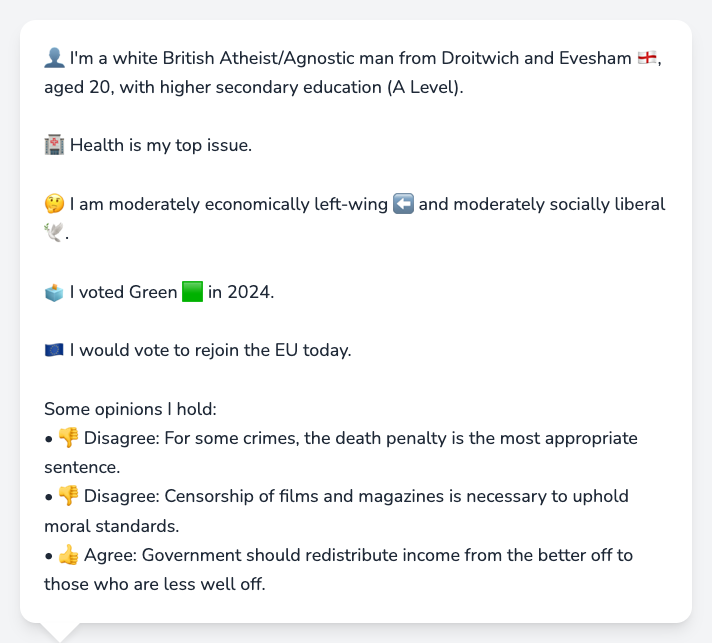 👤 I'm a white British Atheist/Agnostic man from Droitwich and Evesham 🏴󠁧󠁢󠁥󠁮󠁧󠁿,
aged 20, with higher secondary education (A Level).
🏥 Health is my top issue.
🤔 I am moderately economically left-wing ⬅️ and moderately socially liberal
🕊️.
🗳️ I voted Green 🟩 in 2024.
🇪🇺 I would vote to rejoin the EU today.
Some opinions I hold:
• 👎 Disagree: For some crimes, the death penalty is the most appropriate
sentence.
• 👎 Disagree: Censorship of films and magazines is necessary to uphold
moral standards.
• 👍 Agree: Government should redistribute income from the better off to
those who are less well off.